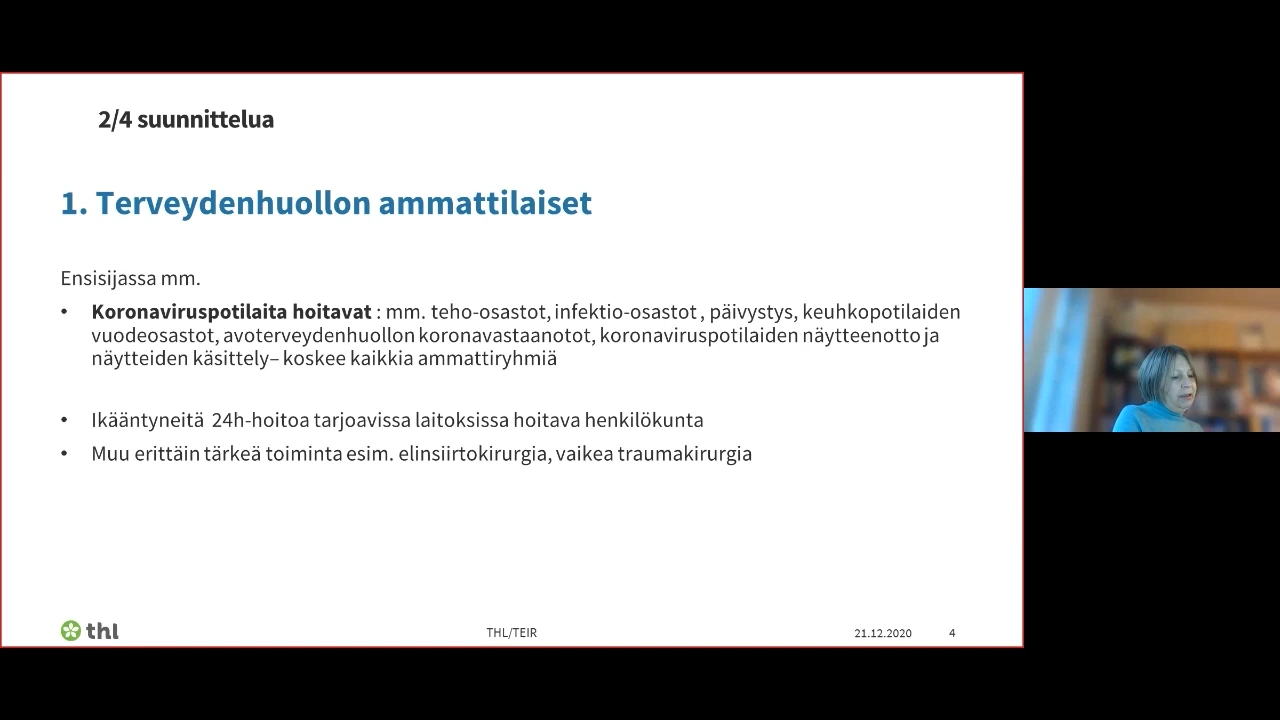 2/4 suunnittelua
1. Terveydenhuollon ammattilaiset
Ensisijassa mm.
• Koronaviruspotilaita hoitavat : mm. teho-osastot, infektio-osastot , päivystys, keuhkopotilaiden
vuodeosastot, avoterveydenhuollon koronavastaanotot, koronaviruspotilaiden näytteenotto ja
näytteiden käsittely– koskee kaikkia ammattiryhmiä
• Ikääntyneitä 24h-hoitoa tarjoavissa laitoksissa hoitava henkilökunta
• Muu erittäin tärkeä toiminta esim. elinsiirtokirurgia, vaikea traumakirurgia
thl
THL/TEIR
21.12.2020
4